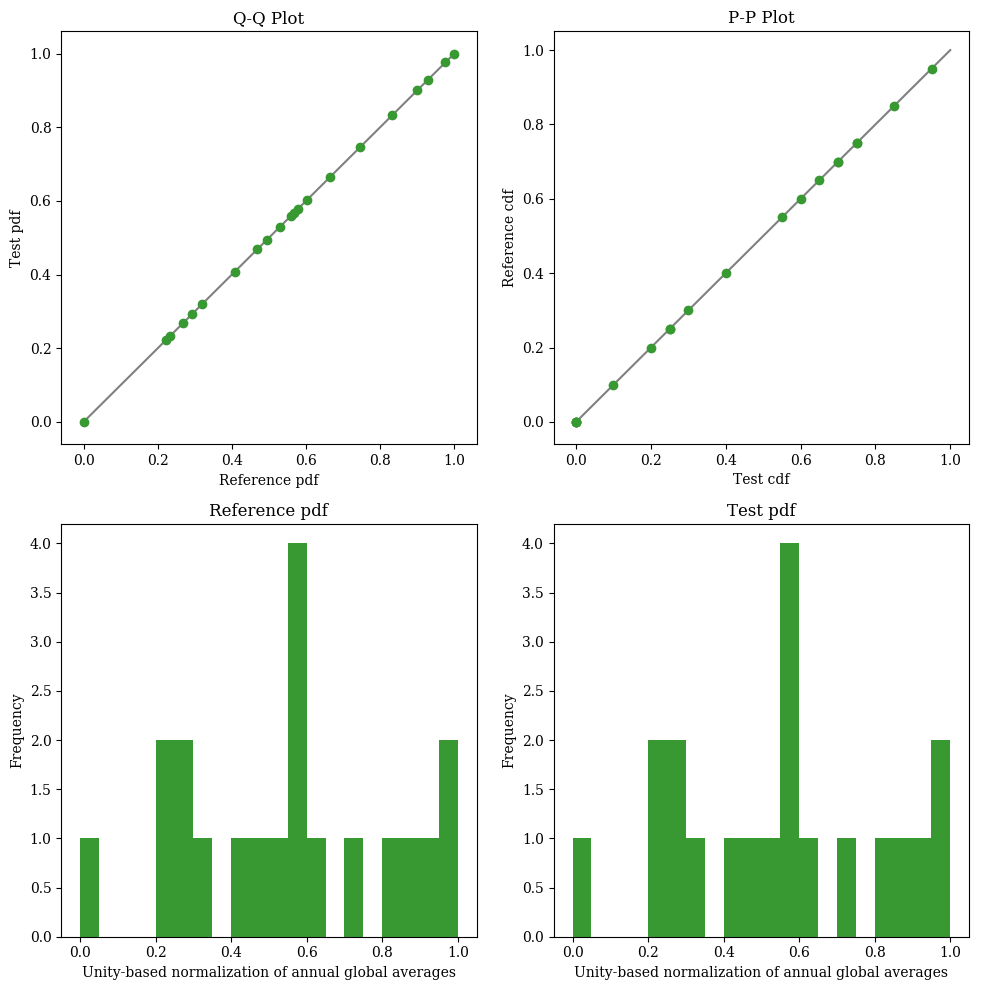 Q-Q Plot
1.0
0.8
0.6
0.4
0.2
0.0
Test pdf
0.0 0.2 0.4 0.6 0.8 1.0
Reference pdf
P-P Plot
1.0
0.8
0.6
0.4
0.2
0.0
Reference cdf
0.0 0.2 0.4 0.6 0.8 1.0
Test cdf
Reference pdf
4.0
3.5
3.0
2.5
2.0
1.5
1.0
0.5
0.0
Frequency
0.0 0.2 0.4 0.6 0.8 1.0
Unity-based normalization of annual global averages
Test pdf
4.0
3.5
3.0
2.5
2.0
1.5
1.0
0.5
0.0
Frequency
0.0 0.2 0.4 0.6 0.8 1.0
Unity-based normalization of annual global averages